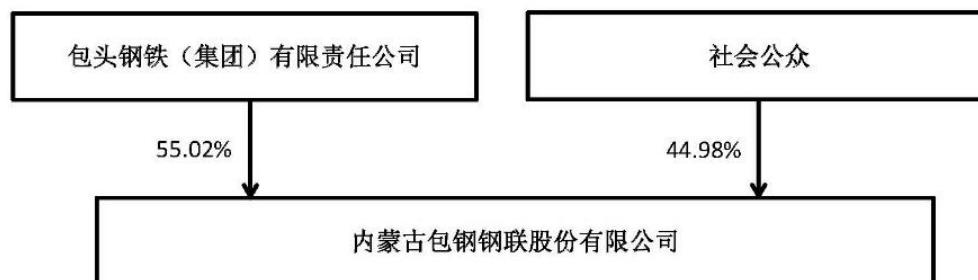 包头钢铁（集团）有限责任公司
社会公众
55.02%
44.98%
内蒙古包钢钢联股份有限公司